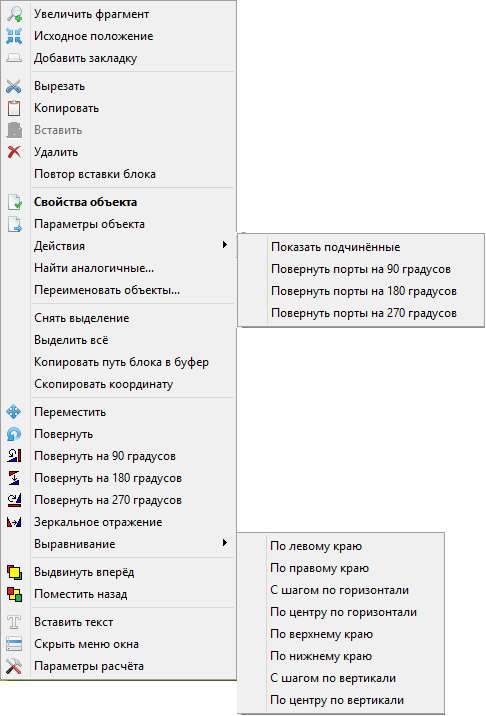 Увеличить фрагмент
Исходное положение
Добавить закладку
Вырезать
Копировать
Вставить
Удалить
Повтор вставки блока
Свойства объекта
Параметры объекта
Действия
Найти аналогичные...
Переименовать объекты...
Показать подчинённые
Повернуть порты на 90 градусов
Повернуть порты на 180 градусов
Повернуть порты на 270 градусов
Снять выделение
Выделить всё
Копировать путь блока в буфер
Скопировать координату
Переместить
Повернуть
Повернуть на 90 градусов
Повернуть на 180 градусов
Повернуть на 270 градусов
Зеркальное отражение
Выравнивание
По левому краю
По правому краю
С шагом по горизонтали
По центру по горизонтали
По верхнему краю
По нижнему краю
С шагом по вертикали
По центру по вертикали
Выдвинуть вперёд
Поместить назад
Вставить текст
Скрыть меню окна
Параметры расчёта